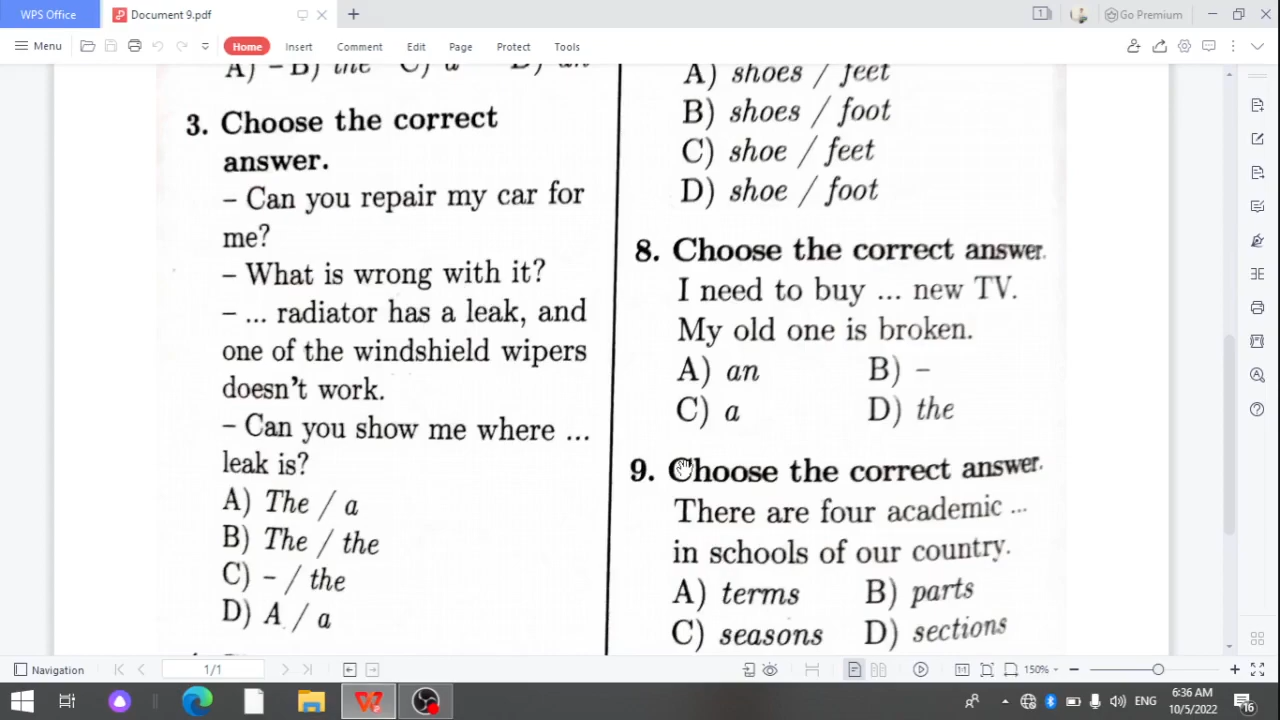 WPS Office
Document 9.pdf
1
Go Premium
Menu
Home
Insert
Comment
Edit
Page
Protect
Tools
A) – B) the C) a D) an
3. Choose the correct
answer.
– Can you repair my car for
me?
– What is wrong with it?
– ... radiator has a leak, and
one of the windshield wipers
doesn't work.
– Can you show me where ...
leak is?
A) The / a
B) The / the
C) - / the
D) A / a
A) shoes / feet
B) shoes / foot
C) shoe / feet
D) shoe / foot
8. Choose the correct answer.
I need to buy ... new TV.
My old one is broken.
A) an B) –
C) a D) the
9. Choose the correct answer.
There are four academic ...
in schools of our country.
A) terms B) parts
C) seasons D) sections
Navigation
1/1
150%
ENG
6:36 AM
10/5/2022
16